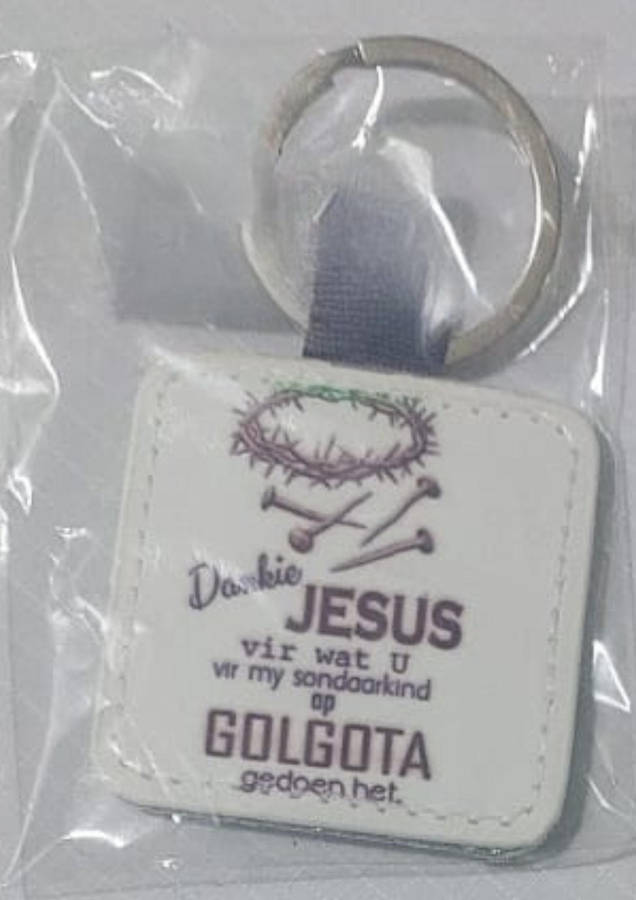 Dankie
JESUS
vir wat U
vir my sondaarkind
op
GOLGOTA
gedoen het.